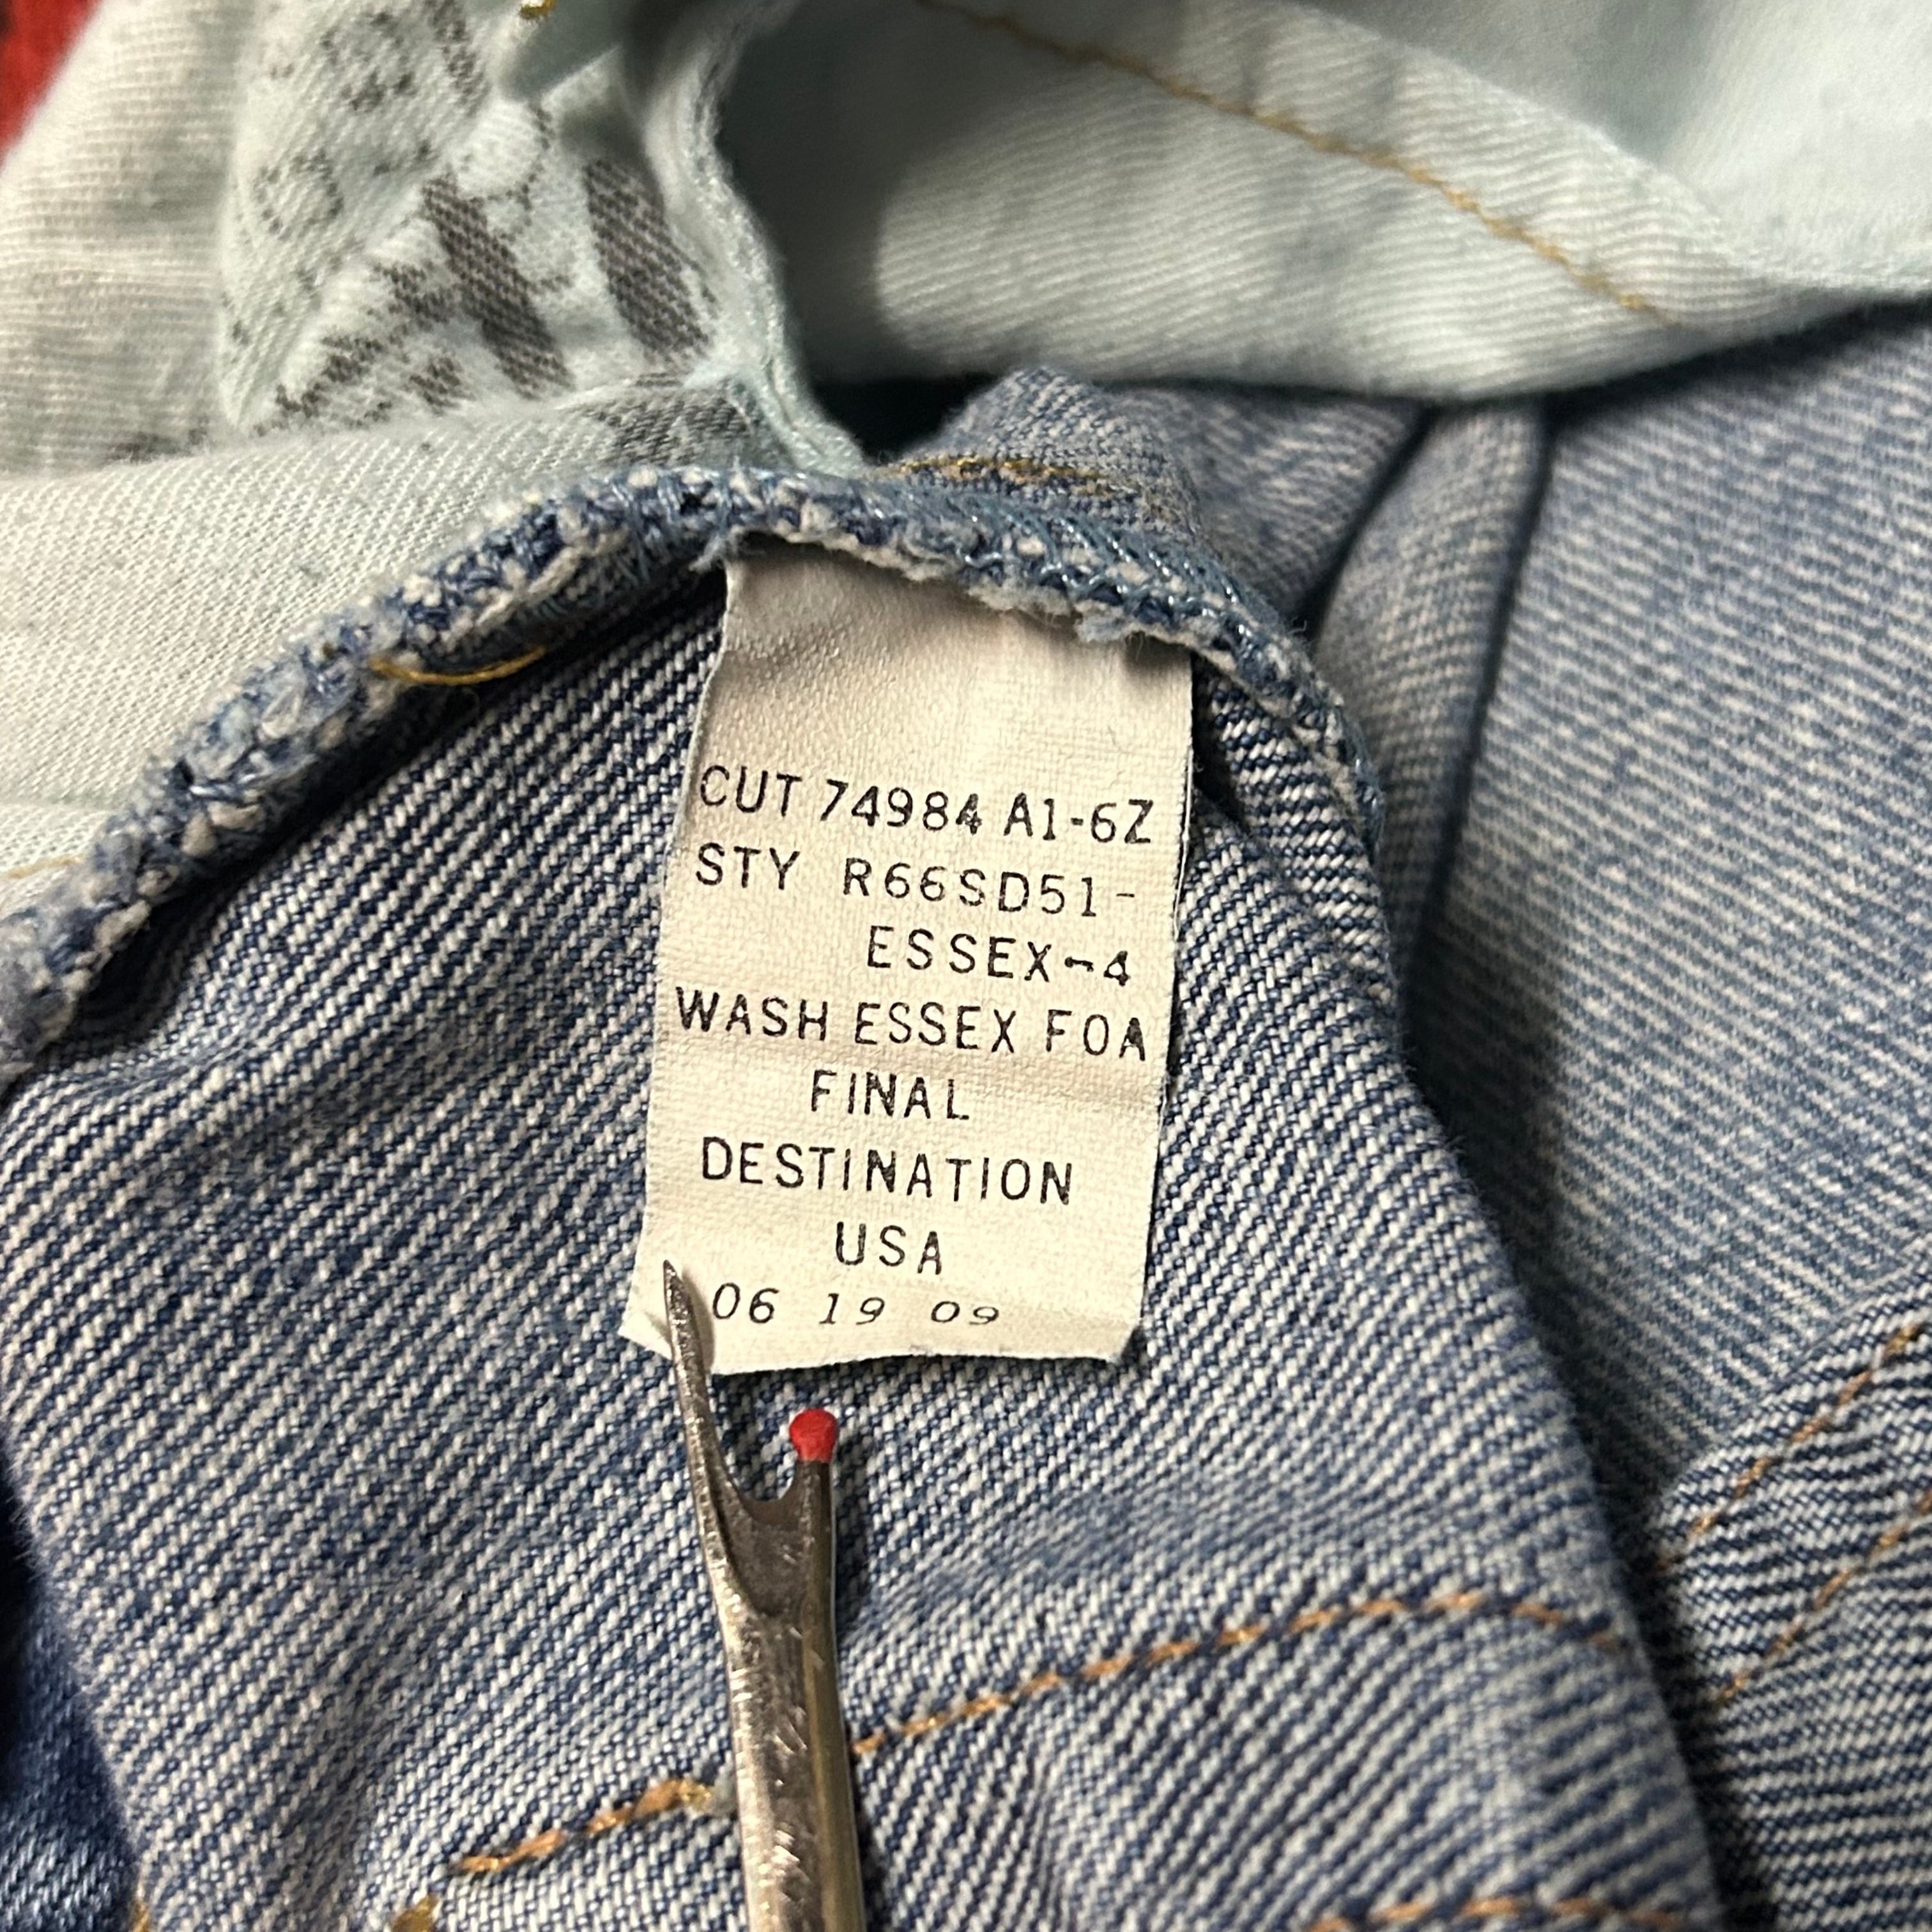 CUT 74984 A1-6Z
STY R66SD51-
ESSEX-4
WASH ESSEX FOA
FINAL
DESTINATION
USA
06 19 09